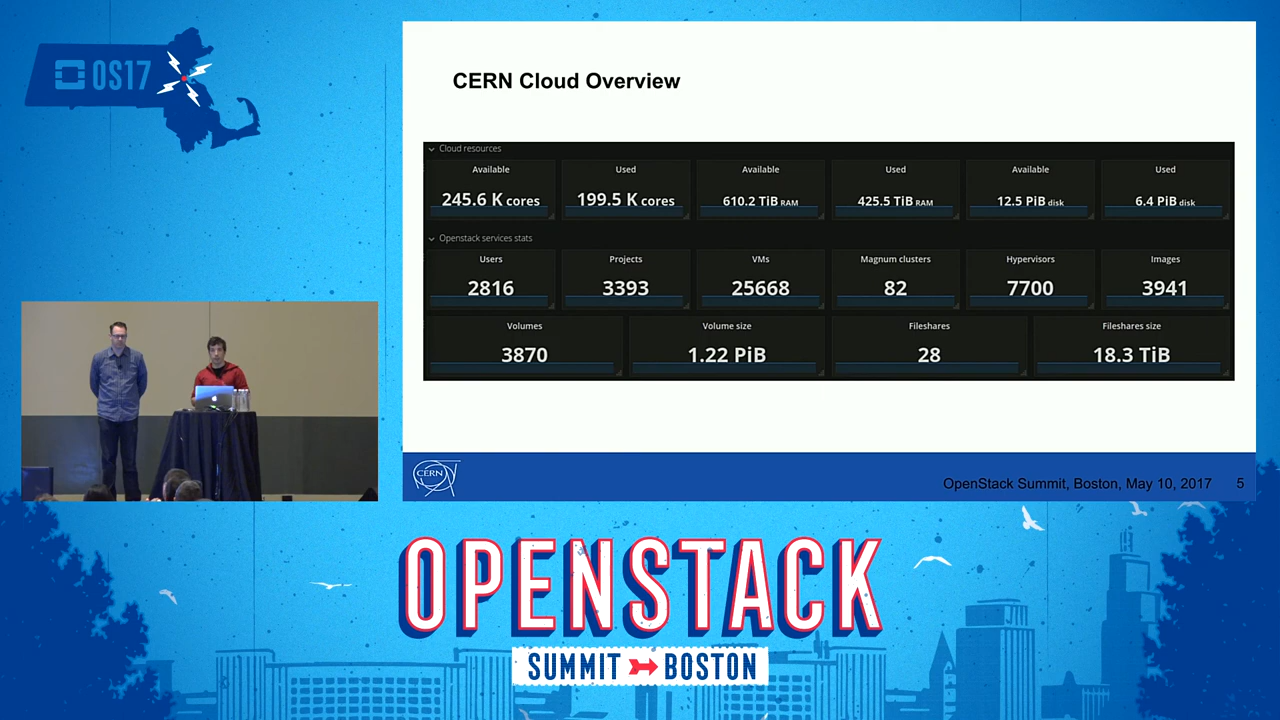 OS17
CERN Cloud Overview
Cloud resources
Available
Used
Available
Used
Available
Used
245.6 K cores
199.5 K cores
610.2 TiB RAM
425.5 TiB RAM
12.5 PiB disk
6.4 PiB disk
Openstack services stats
Users
Projects
VMs
Magnum clusters
Hypervisors
Images
2816
3393
25668
82
7700
3941
Volumes
Volume size
Fileshares
Fileshares size
3870
1.22 PiB
28
18.3 TiB
CERN
OpenStack Summit, Boston, May 10, 2017
5
OPENSTACK
SUMMIT BOSTON